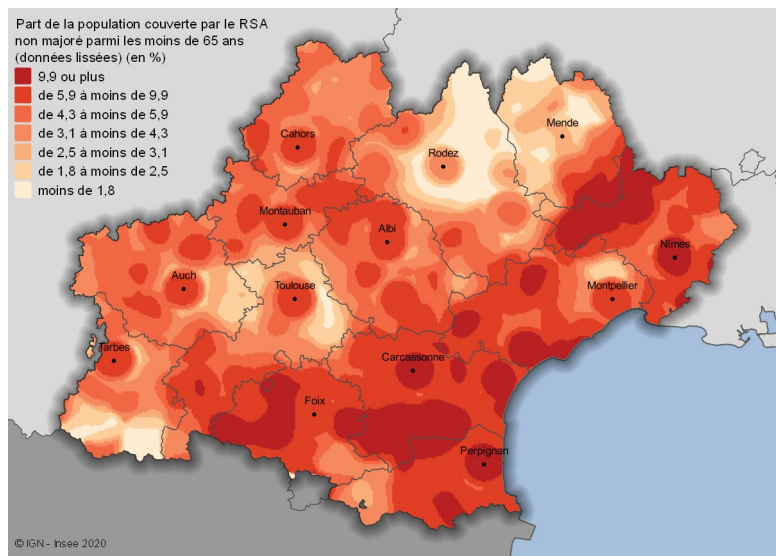 Part de la population couverte par le RSA
non majoré parmi les moins de 65 ans
(données lissées) (en %)
9,9 ou plus
de 5,9 à moins de 9,9
de 4,3 à moins de 5,9
de 3,1 à moins de 4,3
de 2,5 à moins de 3,1
de 1,8 à moins de 2,5
moins de 1,8
Mende
Cahors
Rodez
Montauban
Albi
Nîmes
Auch
Toulouse
Montpellier
Tarbes
Carcassonne
Foix
Perpignan
© IGN - Insee 2020